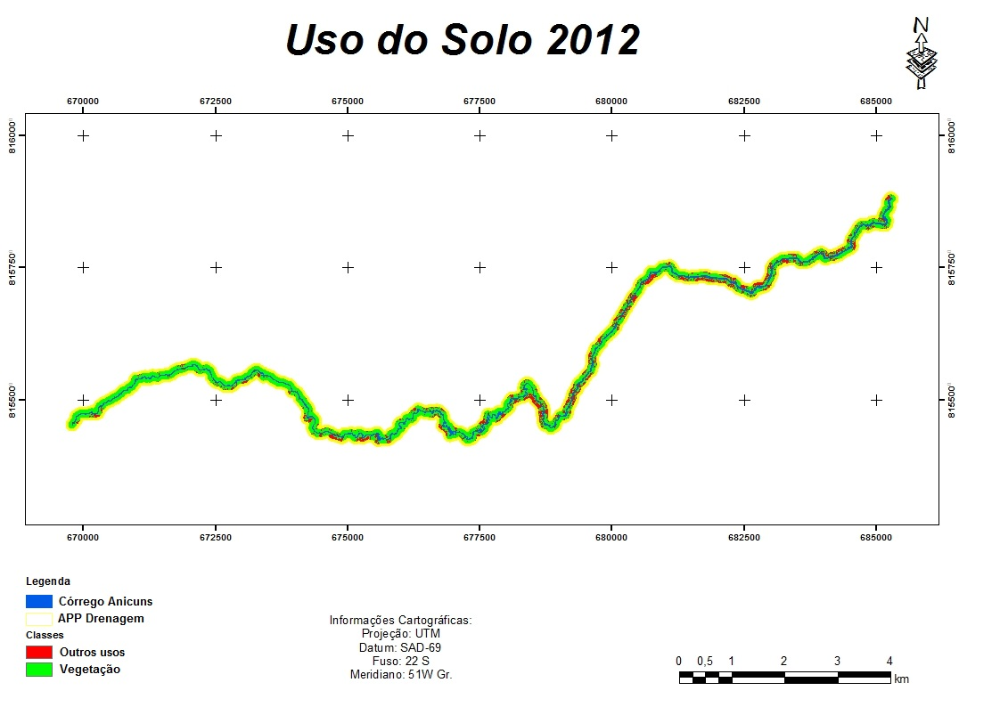 Uso do Solo 2012
N
670000 672500 675000 677500 680000 682500 685000
8160000 8160000
8157500 8157500
8155000 8155000
670000 672500 675000 677500 680000 682500 685000
Legenda
Córrego Anicuns
APP Drenagem
Classes
Outros usos
Vegetação
Informações Cartográficas:
Projeção: UTM
Datum: SAD-69
Fuso: 22 S
Meridiano: 51W Gr.
0 0,5 1 2 3 4
km